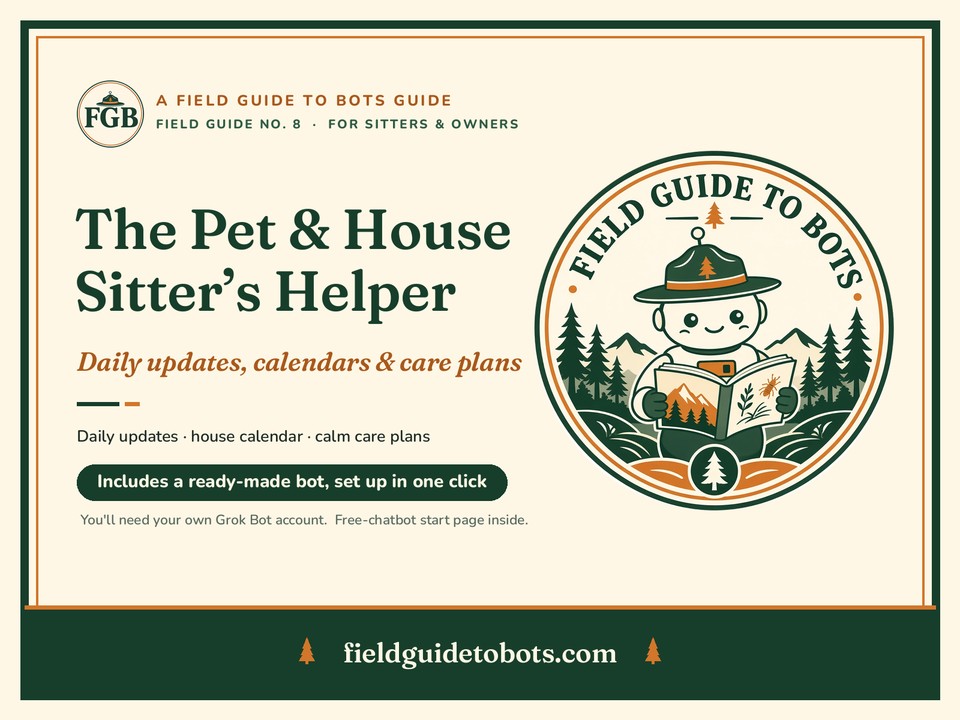 FGB
A FIELD GUIDE TO BOTS GUIDE
FIELD GUIDE NO. 8 · FOR SITTERS & OWNERS
The Pet & House
Sitter’s Helper
Daily updates, calendars & care plans
Daily updates · house calendar · calm care plans
Includes a ready-made bot, set up in one click
You'll need your own Grok Bot account. Free-chatbot start page inside.
• FIELD GUIDE TO BOTS •
fieldguidetobots.com